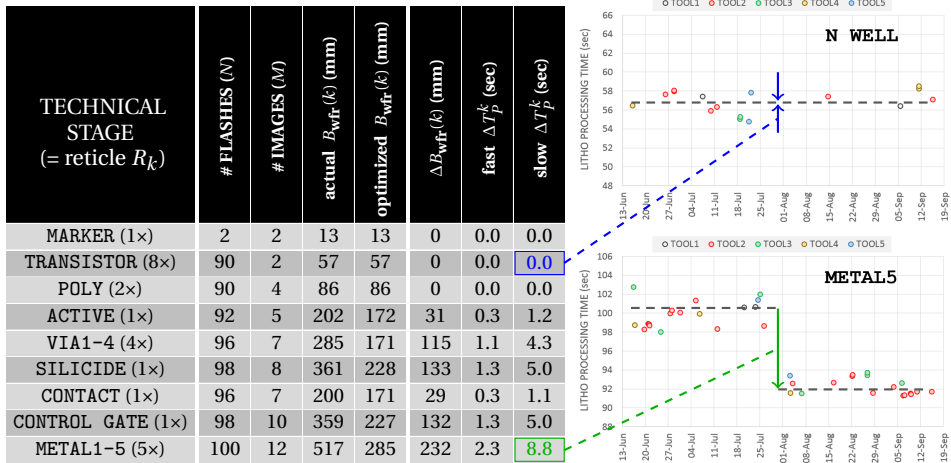 TECHNICAL
STAGE
(= reticle R_k)
# FLASHES (N)
# IMAGES (M)
actual B_wfr(k) (mm)
optimized B_wfr(k) (mm)
ΔB_wfr(k) (mm)
fast ΔT_P^k (sec)
slow ΔT_P^k (sec)
MARKER (1×) 2 2 13 13 0 0.0 0.0
TRANSISTOR (8×) 90 2 57 57 0 0.0 0.0
POLY (2×) 90 4 86 86 0 0.0 0.0
ACTIVE (1×) 92 5 202 172 31 0.3 1.2
VIA1-4 (4×) 96 7 285 171 115 1.1 4.3
SILICIDE (1×) 98 8 361 228 133 1.3 5.0
CONTACT (1×) 96 7 200 171 29 0.3 1.1
CONTROL GATE (1×) 98 10 359 227 132 1.3 5.0
METAL1-5 (5×) 100 12 517 285 232 2.3 8.8
TOOL1 TOOL2 TOOL3 TOOL4 TOOL5
N WELL
LITHO PROCESSING TIME (sec)
66
64
62
60
58
56
54
52
50
48
13-Jun 20-Jun 27-Jun 04-Jul 11-Jul 18-Jul 25-Jul 01-Aug 08-Aug 15-Aug 22-Aug 29-Aug 05-Sep 12-Sep 19-Sep
TOOL1 TOOL2 TOOL3 TOOL4 TOOL5
METAL5
LITHO PROCESSING TIME (sec)
106
104
102
100
98
96
94
92
90
88
13-Jun 20-Jun 27-Jun 04-Jul 11-Jul 18-Jul 25-Jul 01-Aug 08-Aug 15-Aug 22-Aug 29-Aug 05-Sep 12-Sep 19-Sep